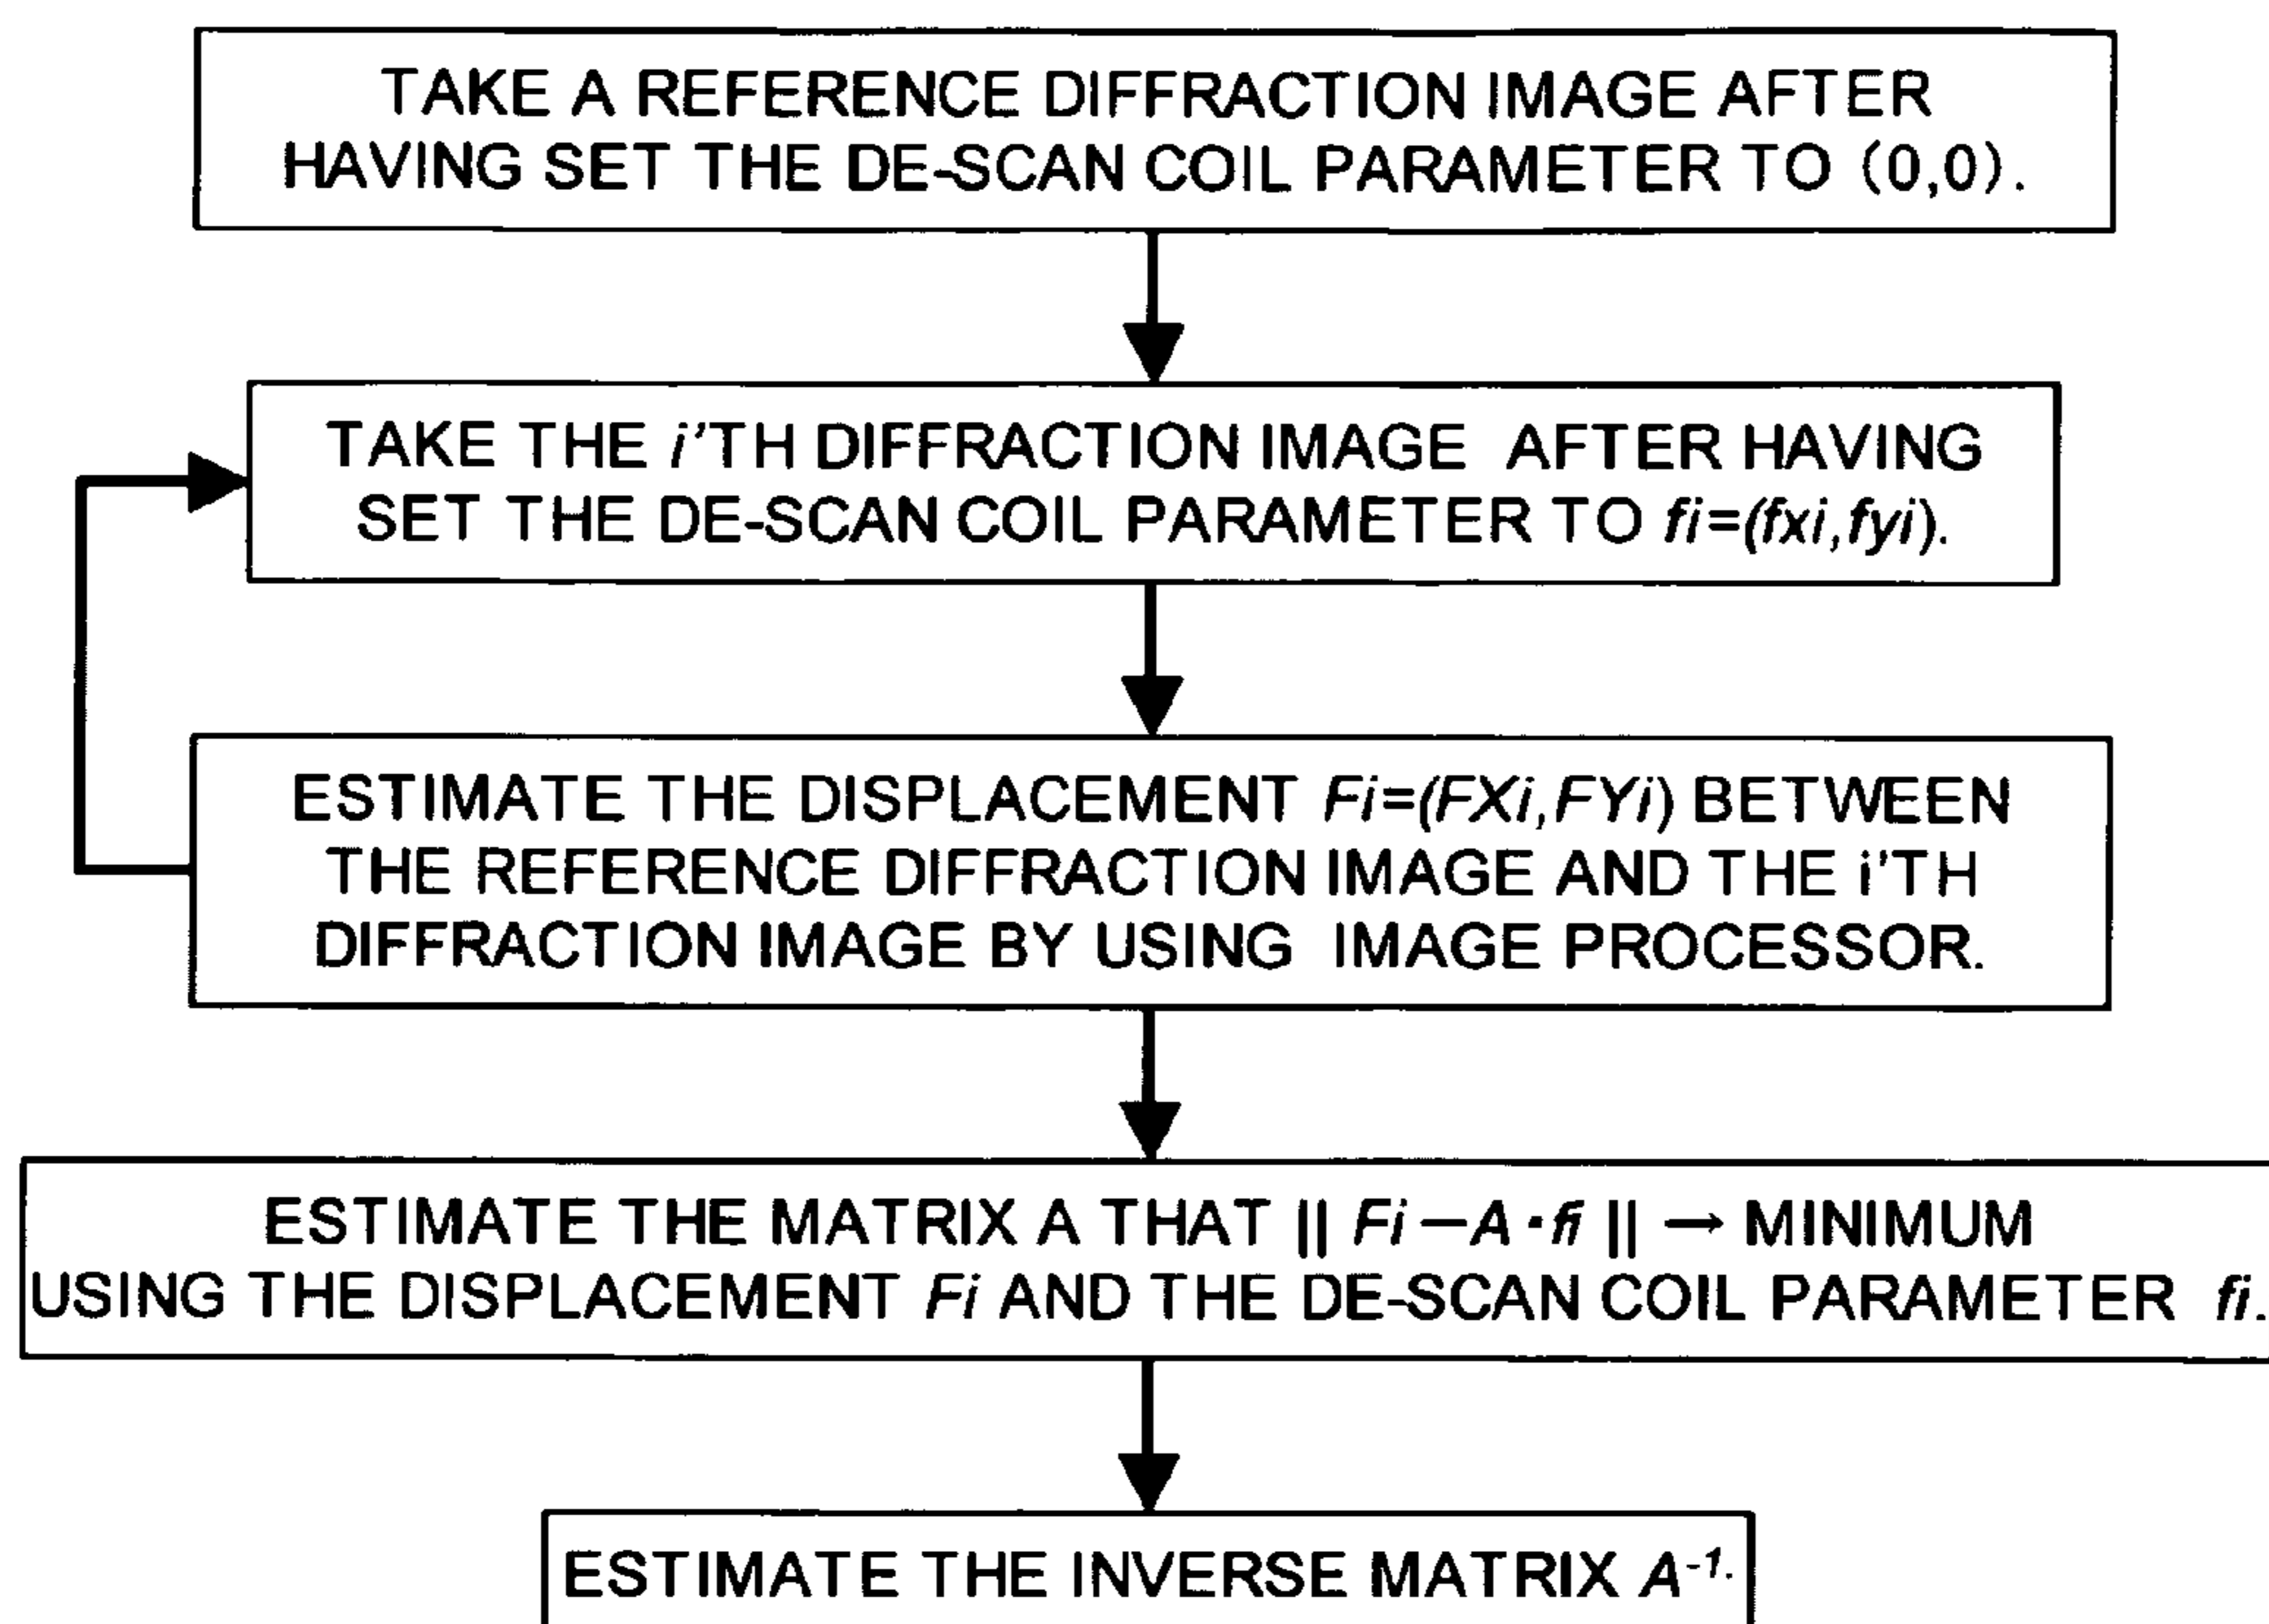 TAKE A REFERENCE DIFFRACTION IMAGE AFTER
HAVING SET THE DE-SCAN COIL PARAMETER TO (0,0).
TAKE THE i'TH DIFFRACTION IMAGE AFTER HAVING
SET THE DE-SCAN COIL PARAMETER TO fi=(fxi,fyi).
ESTIMATE THE DISPLACEMENT Fi=(FXi,FYi) BETWEEN
THE REFERENCE DIFFRACTION IMAGE AND THE i'TH
DIFFRACTION IMAGE BY USING IMAGE PROCESSOR.
ESTIMATE THE MATRIX A THAT || Fi－A・fi || → MINIMUM
USING THE DISPLACEMENT Fi AND THE DE-SCAN COIL PARAMETER fi.
ESTIMATE THE INVERSE MATRIX A⁻¹.